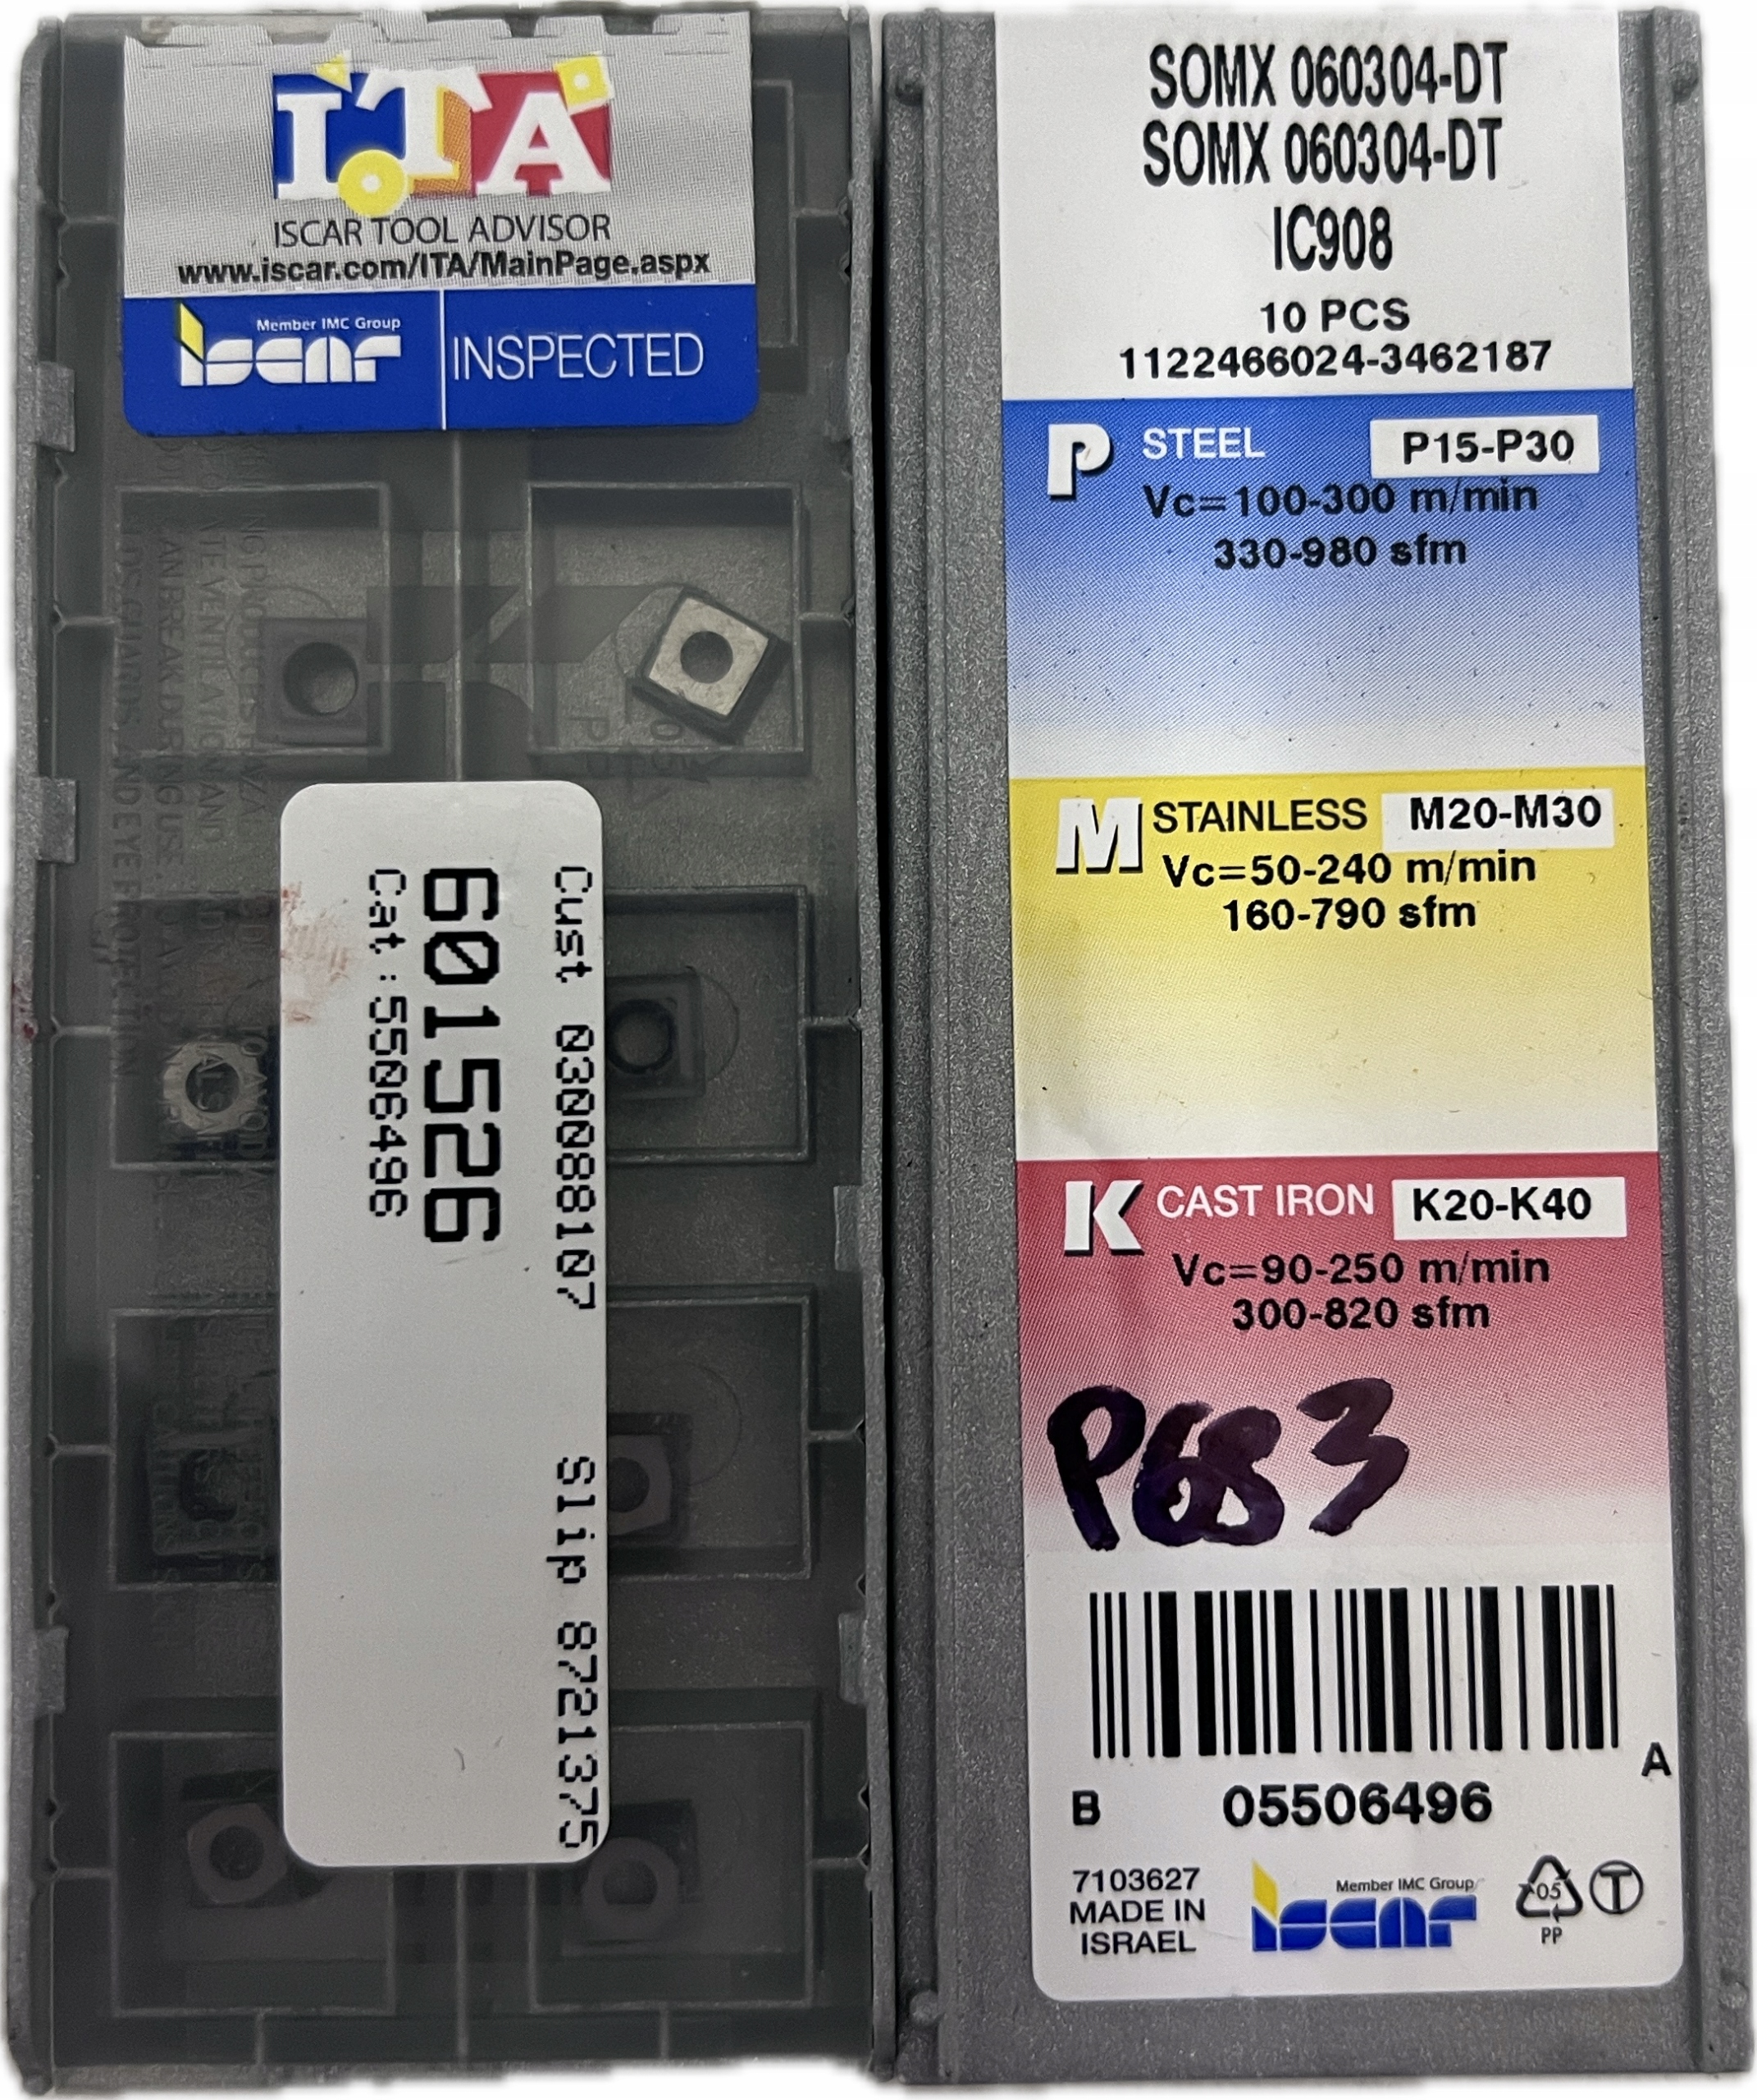 ITA
ISCAR TOOL ADVISOR
www.iscar.com/ITA/MainPage.aspx
Member IMC Group
iscar
INSPECTED
Cust 03008107
601526
Cat:5506496
Slip 8721375
SOMX 060304-DT
SOMX 060304-DT
IC908
10 PCS
1122466024-3462187
P STEEL P15-P30
Vc=100-300 m/min
330-980 sfm
M STAINLESS M20-M30
Vc=50-240 m/min
160-790 sfm
K CAST IRON K20-K40
Vc=90-250 m/min
300-820 sfm
P683
A
B 05506496
7103627
MADE IN
ISRAEL
Member IMC Group
iscar
05
PP
T